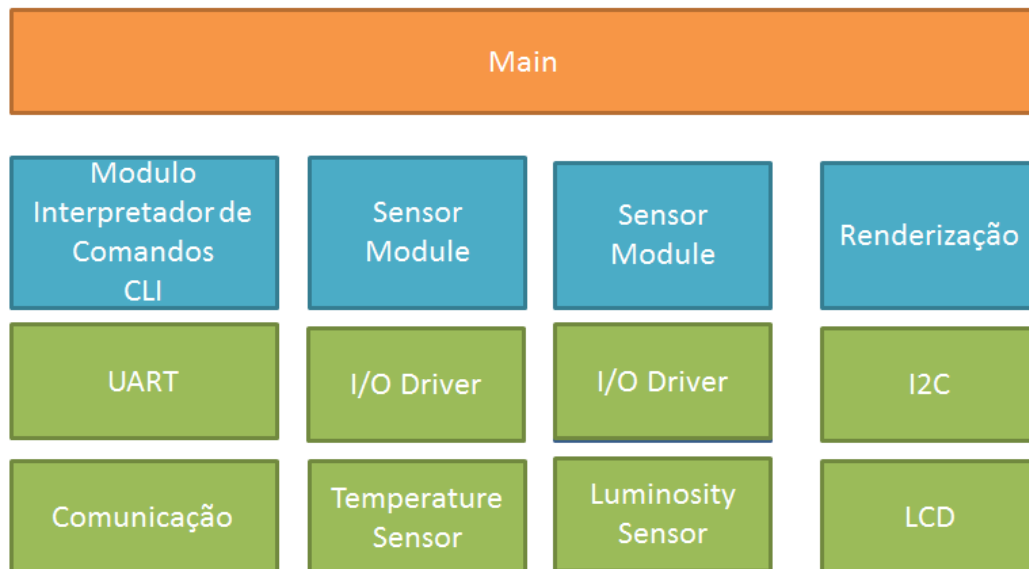 Main
Modulo
Interpretador de
Comandos
CLI
Sensor
Module
Sensor
Module
Renderização
UART
I/O Driver
I/O Driver
I2C
Comunicação
Temperature
Sensor
Luminosity
Sensor
LCD